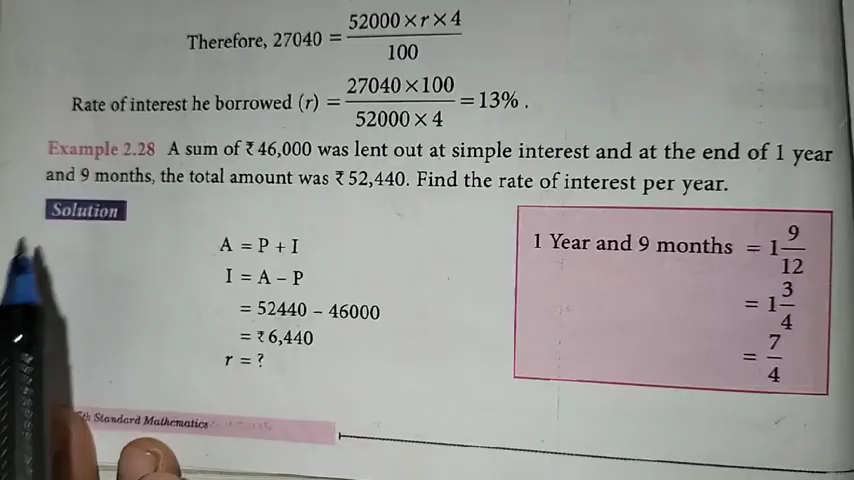 Therefore, 27040 = 52000 × r × 4 / 100
Rate of interest he borrowed (r) = 27040 × 100 / 52000 × 4 = 13% .
Example 2.28 A sum of ₹ 46,000 was lent out at simple interest and at the end of 1 year
and 9 months, the total amount was ₹ 52,440. Find the rate of interest per year.
Solution
A = P + I
I = A – P
= 52440 – 46000
= ₹ 6,440
r = ?
1 Year and 9 months = 1 9/12
= 1 3/4
= 7/4
th Standard Mathematics